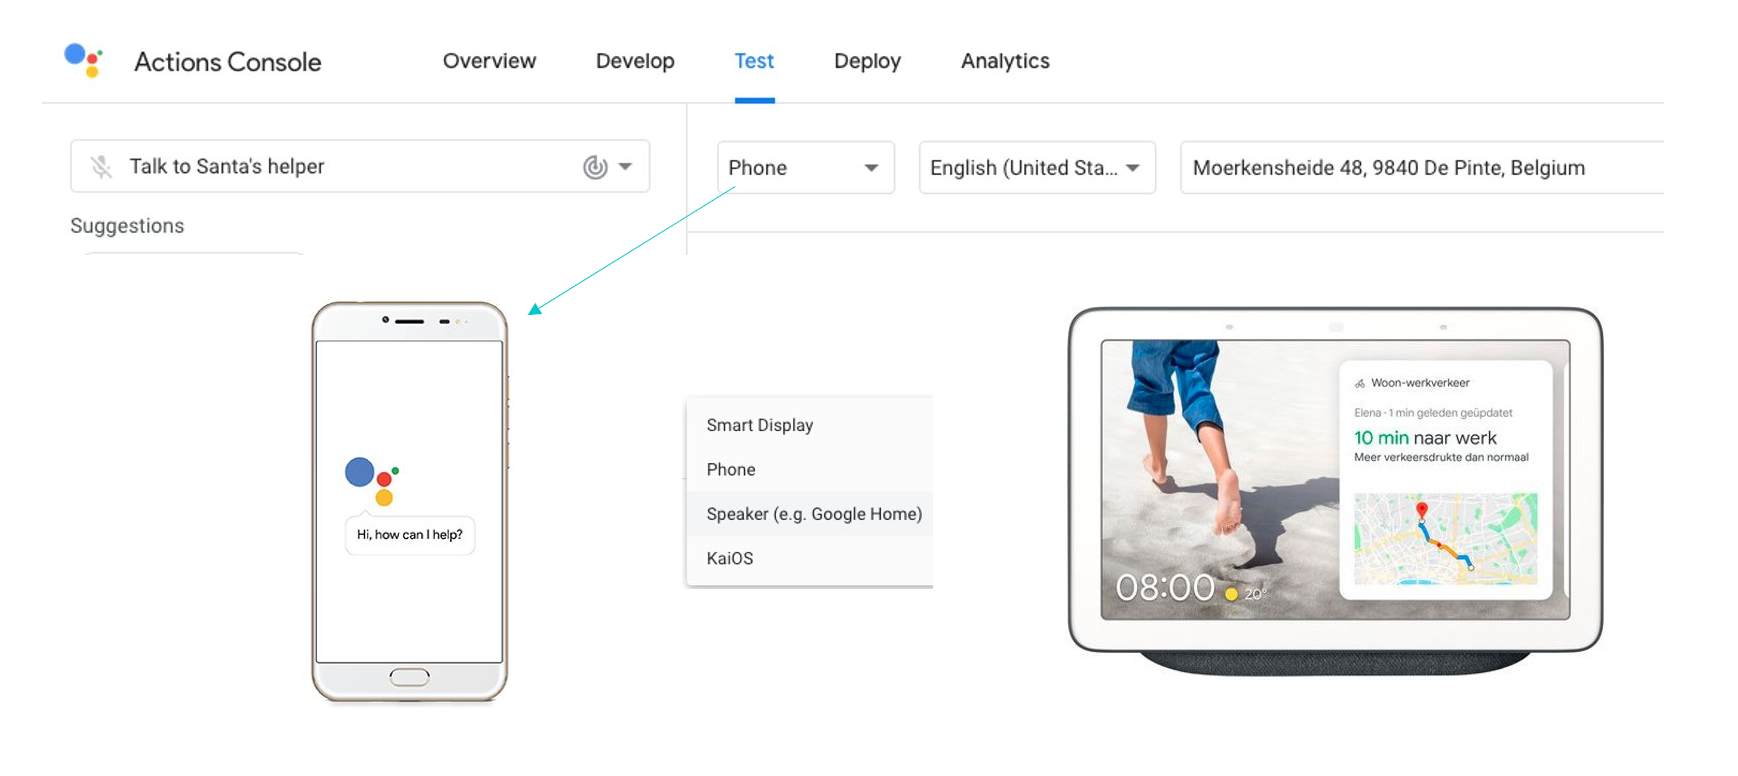 Actions Console
Overview
Develop
Test
Deploy
Analytics
Talk to Santa's helper
Phone
English (United Sta...
Moerkensheide 48, 9840 De Pinte, Belgium
Suggestions
Hi, how can I help?
Smart Display
Phone
Speaker (e.g. Google Home)
KaiOS
Woon-werkverkeer
Elena · 1 min geleden geüpdatet
10 min naar werk
Meer verkeersdrukte dan normaal
08:00
20°